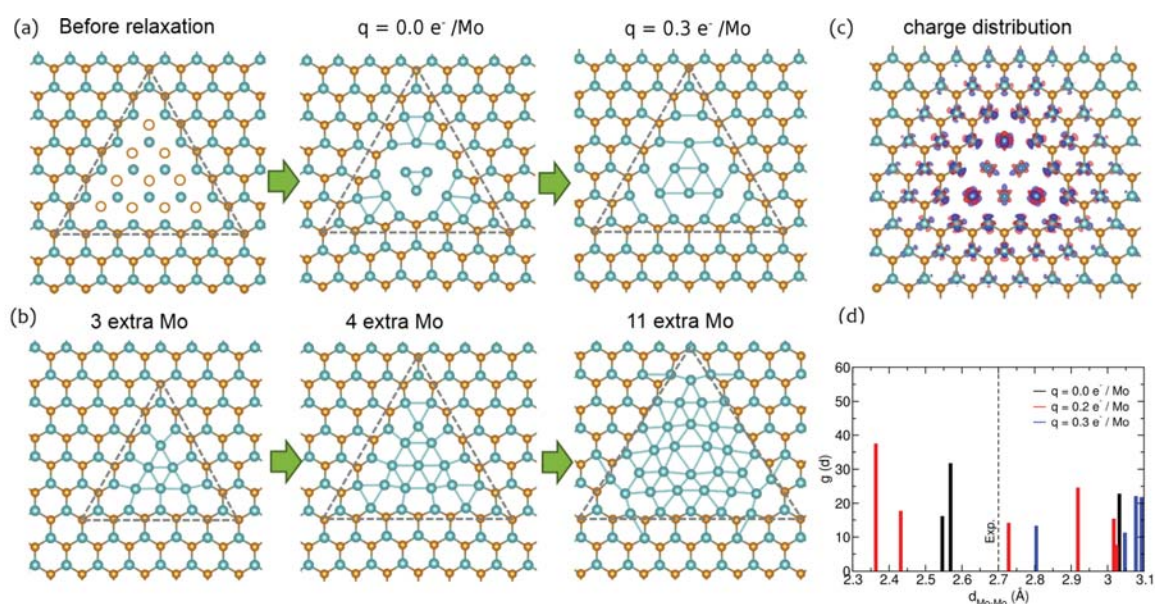 (a) Before relaxation q = 0.0 e⁻ /Mo q = 0.3 e⁻ /Mo (c) charge distribution
(b) 3 extra Mo 4 extra Mo 11 extra Mo (d)
60
50
40
30
20
10
0
g (d)
q = 0.0 e⁻ / Mo
q = 0.2 e⁻ / Mo
q = 0.3 e⁻ / Mo
Exp.
2.3 2.4 2.5 2.6 2.7 2.8 2.9 3 3.1
d Mo-Mo (Å)